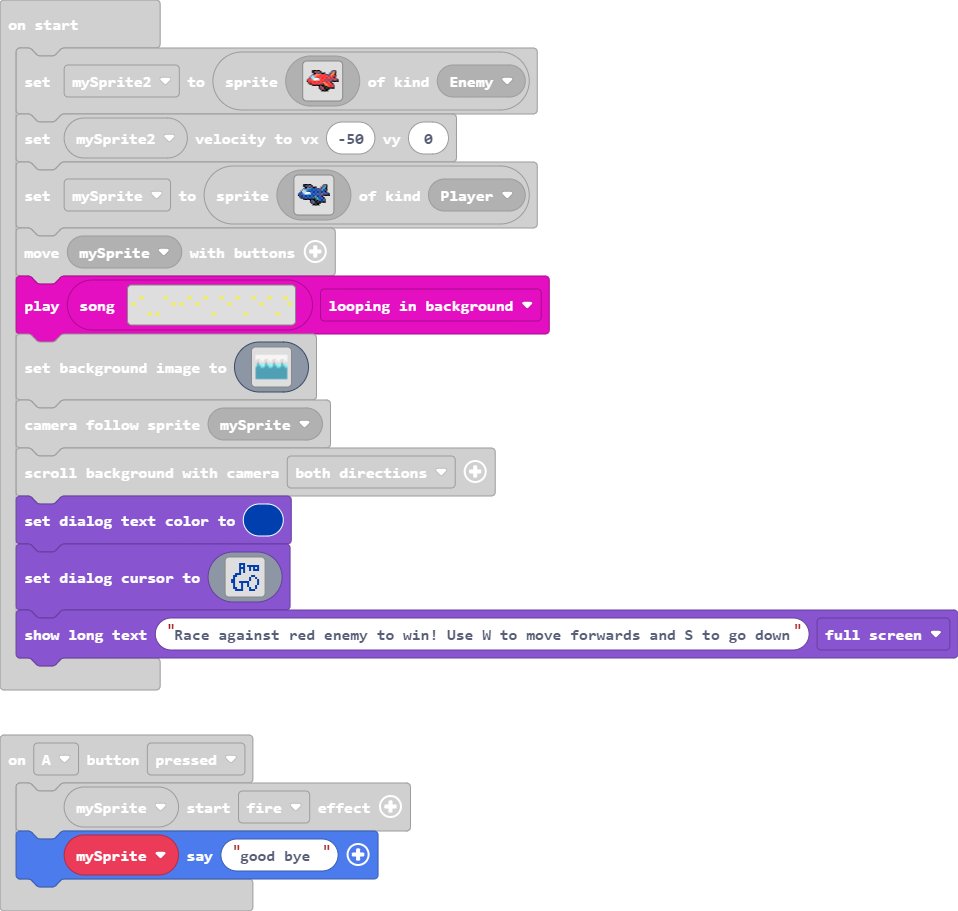 on start
set mySprite2 to sprite of kind Enemy
set mySprite2 velocity to vx -50 vy 0
set mySprite to sprite of kind Player
move mySprite with buttons
play song looping in background
set background image to
camera follow sprite mySprite
scroll background with camera both directions
set dialog text color to
set dialog cursor to
show long text "Race against red enemy to win! Use W to move forwards and S to go down" full screen
on A button pressed
mySprite start fire effect
mySprite say "good bye "